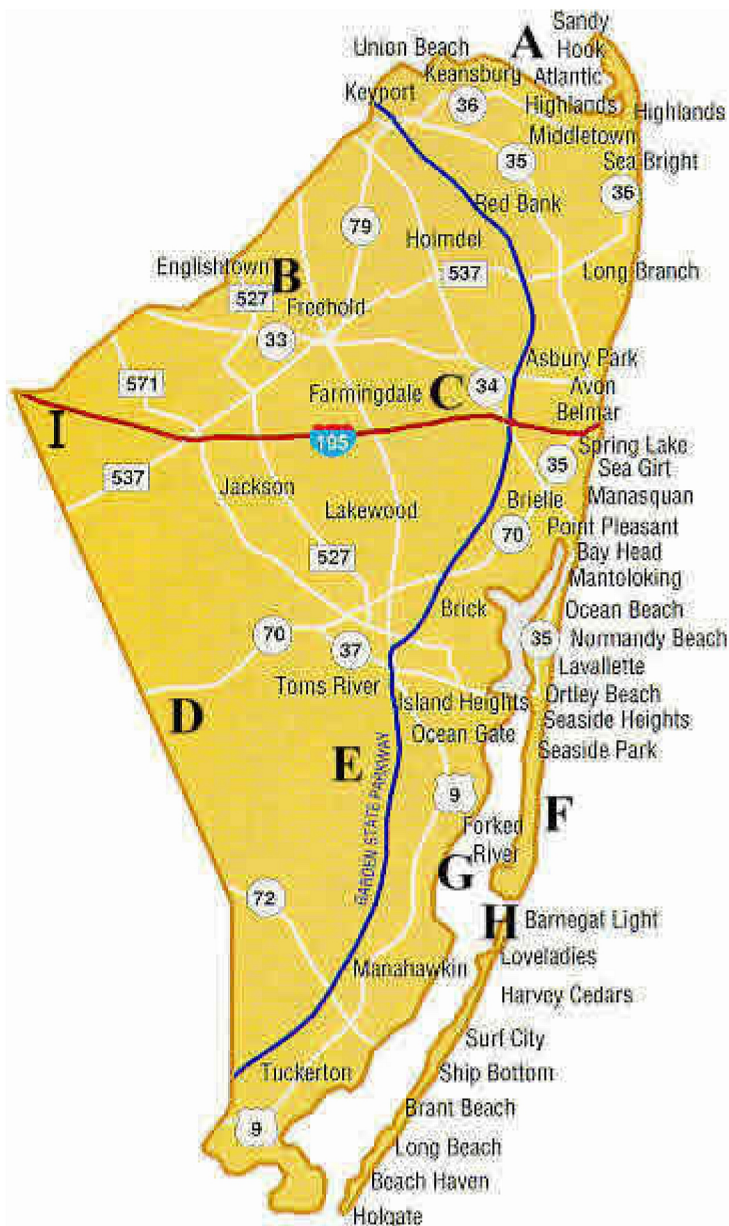 Sandy
Hook
A
Union Beach
Keansburg
Atlantic
Highlands
Keyport
36
Highlands
Middletown
35
Sea Bright
36
Red Bank
79
Holmdel
Englishtown
B
537
Long Branch
527
Freehold
33
Asbury Park
571
34
Avon
Farmingdale
C
Belmar
I
195
Spring Lake
35
Sea Girt
537
Jackson
Brielle
Manasquan
Lakewood
70
Point Pleasant
527
Bay Head
Mantoloking
Brick
Ocean Beach
70
37
35
Normandy Beach
Lavallette
Toms River
Island Heights
Ortley Beach
D
Seaside Heights
Ocean Gate
E
Seaside Park
GARDEN STATE PARKWAY
9
F
Forked
River
G
72
H
Barnegat Light
Loveladies
Manahawkin
Harvey Cedars
Surf City
Tuckerton
Ship Bottom
Brant Beach
9
Long Beach
Beach Haven
Holgate